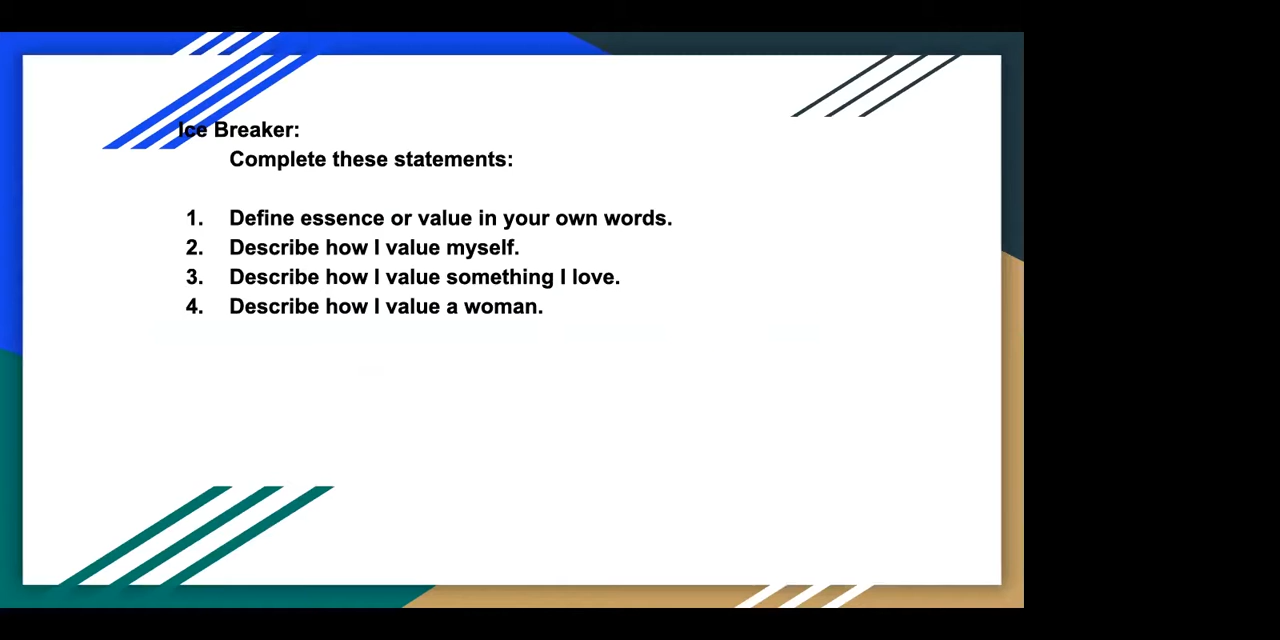 Ice Breaker:
Complete these statements:
1. Define essence or value in your own words.
2. Describe how I value myself.
3. Describe how I value something I love.
4. Describe how I value a woman.